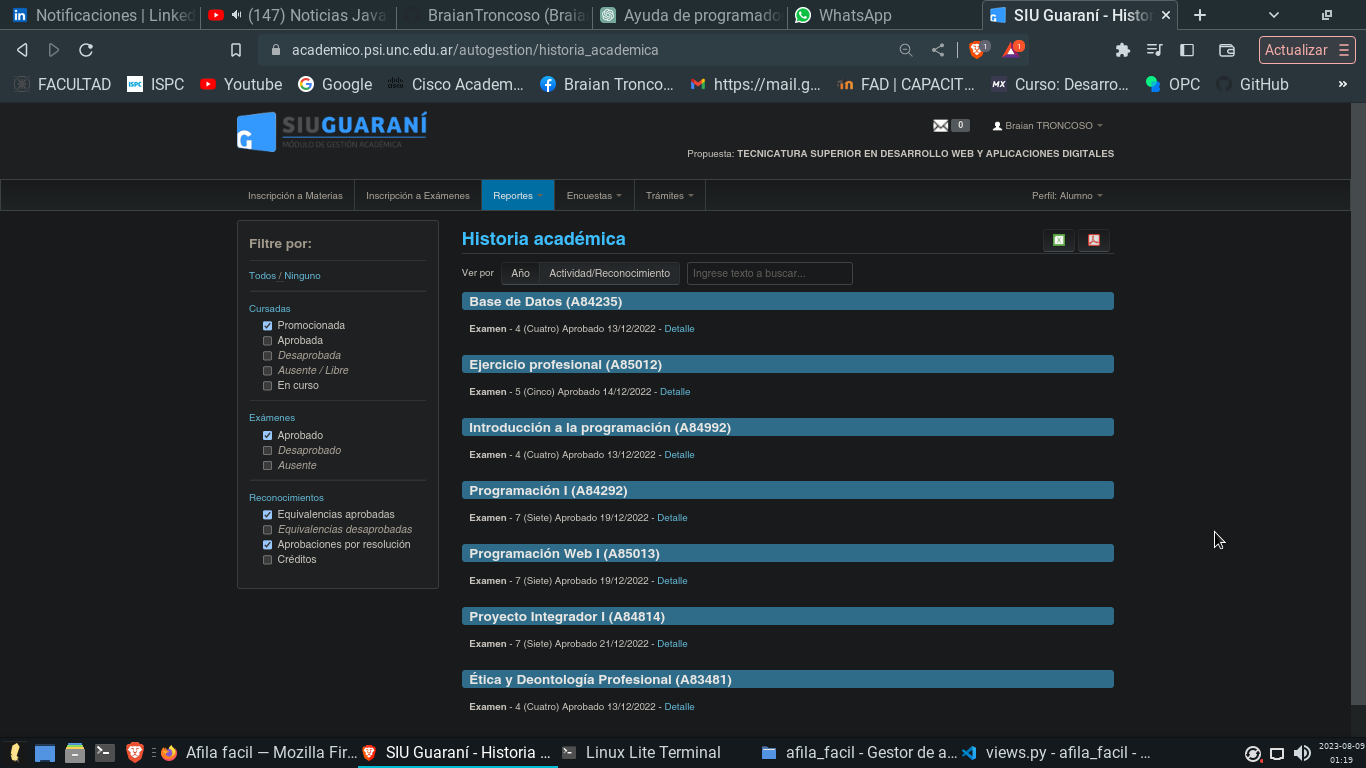 Notificaciones | Linked
(147) Noticias Java
BraianTroncoso (Braia
Ayuda de programado
WhatsApp
SIU Guaraní - Histo
academico.psi.unc.edu.ar/autogestion/historia_academica
1
1
Actualizar
FACULTAD
ISPC
Youtube
Google
Cisco Academ...
Braian Tronco...
https://mail.g...
FAD | CAPACIT...
Curso: Desarro...
OPC
GitHub
»
SIUGUARANÍ
MÓDULO DE GESTIÓN ACADÉMICA
0
Braian TRONCOSO
Propuesta: TECNICATURA SUPERIOR EN DESARROLLO WEB Y APLICACIONES DIGITALES
Inscripción a Materias
Inscripción a Exámenes
Reportes
Encuestas
Trámites
Perfil: Alumno
Filtre por:
Todos / Ninguno
Cursadas
Promocionada
Aprobada
Desaprobada
Ausente / Libre
En curso
Exámenes
Aprobado
Desaprobado
Ausente
Reconocimientos
Equivalencias aprobadas
Equivalencias desaprobadas
Aprobaciones por resolución
Créditos
Historia académica
Ver por
Año
Actividad/Reconocimiento
Ingrese texto a buscar...
Base de Datos (A84235)
Examen - 4 (Cuatro) Aprobado 13/12/2022 - Detalle
Ejercicio profesional (A85012)
Examen - 5 (Cinco) Aprobado 14/12/2022 - Detalle
Introducción a la programación (A84992)
Examen - 4 (Cuatro) Aprobado 13/12/2022 - Detalle
Programación I (A84292)
Examen - 7 (Siete) Aprobado 19/12/2022 - Detalle
Programación Web I (A85013)
Examen - 7 (Siete) Aprobado 19/12/2022 - Detalle
Proyecto Integrador I (A84814)
Examen - 7 (Siete) Aprobado 21/12/2022 - Detalle
Ética y Deontología Profesional (A83481)
Examen - 4 (Cuatro) Aprobado 13/12/2022 - Detalle
Afila facil — Mozilla Fir...
SIU Guaraní - Historia ...
Linux Lite Terminal
afila_facil - Gestor de a...
views.py - afila_facil - ...
2023-08-09
01:19